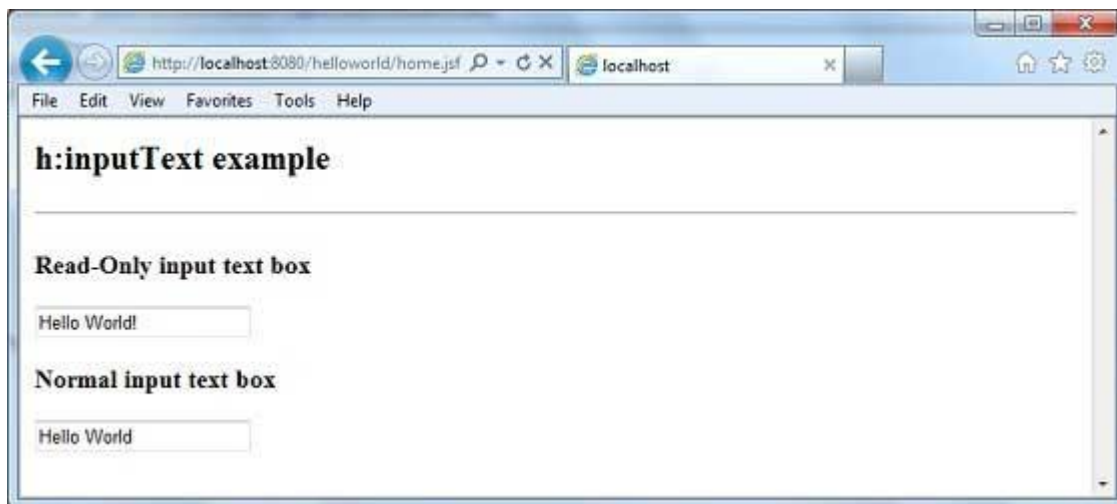 http://localhost:8080/helloworld/home.jsf
localhost
File Edit View Favorites Tools Help
h:inputText example
Read-Only input text box
Hello World!
Normal input text box
Hello World